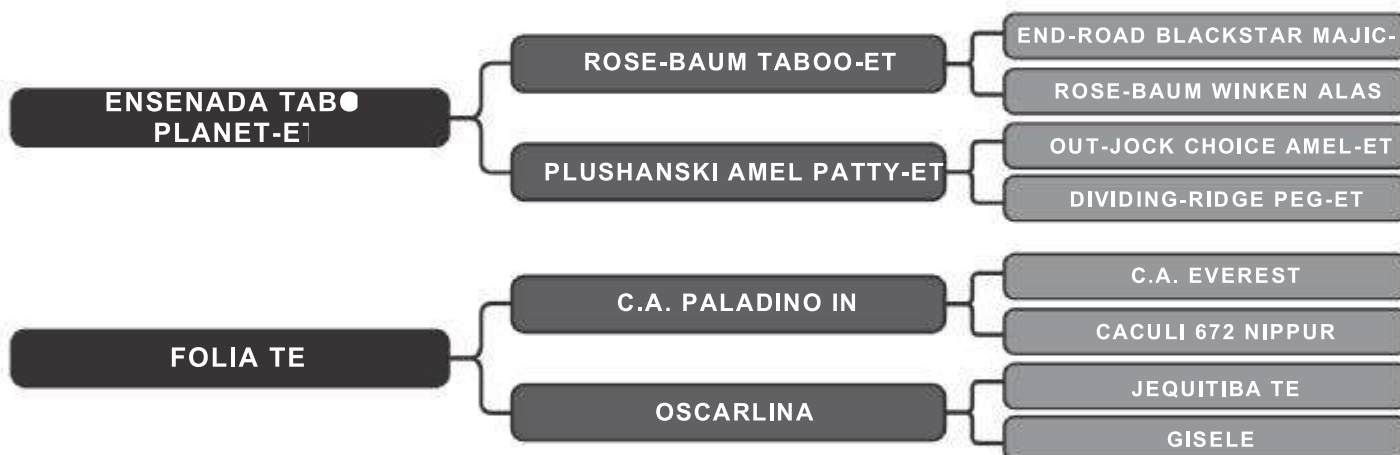 ENSENADA TABO
PLANET-ET
ROSE-BAUM TABOO-ET
PLUSHANSKI AMEL PATTY-ET
END-ROAD BLACKSTAR MAJIC-
ROSE-BAUM WINKEN ALAS
OUT-JOCK CHOICE AMEL-ET
DIVIDING-RIDGE PEG-ET
FOLIA TE
C.A. PALADINO IN
OSCARLINA
C.A. EVEREST
CACULI 672 NIPPUR
JEQUITIBA TE
GISELE